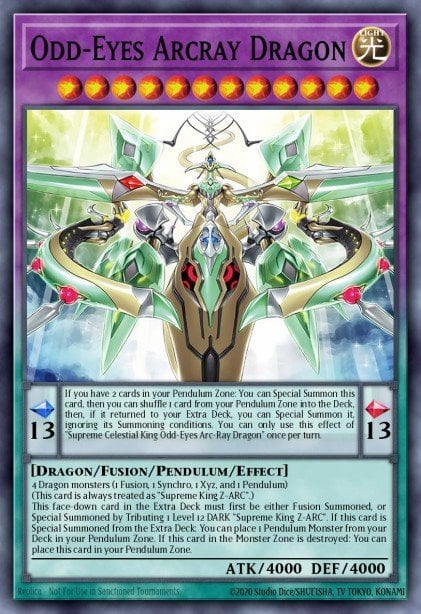 ODD-EYES ARCRAY DRAGON
LIGHT
光
If you have 2 cards in your Pendulum Zone: You can Special Summon this
card, then you can shuffle 1 card from your Pendulum Zone into the Deck,
then, if it returned to your Extra Deck, you can Special Summon it,
ignoring its Summoning conditions. You can only use this effect of
"Supreme Celestial King Odd-Eyes Arc-Ray Dragon" once per turn.
13
13
[DRAGON/FUSION/PENDULUM/EFFECT]
4 Dragon monsters (1 Fusion, 1 Synchro, 1 Xyz, and 1 Pendulum)
(This card is always treated as "Supreme King Z-ARC".)
This face-down card in the Extra Deck must first be either Fusion Summoned, or
Special Summoned by Tributing 1 Level 12 DARK "Supreme King Z-ARC". If this card is
Special Summoned from the Extra Deck: You can place 1 Pendulum Monster from your
Deck in your Pendulum Zone. If this card in the Monster Zone is destroyed: You can
place this card in your Pendulum Zone.
ATK/4000 DEF/4000
Replica - Not For Use in Sanctioned Tournaments
©2020 Studio Dice/SHUEISHA, TV TOKYO, KONAMI